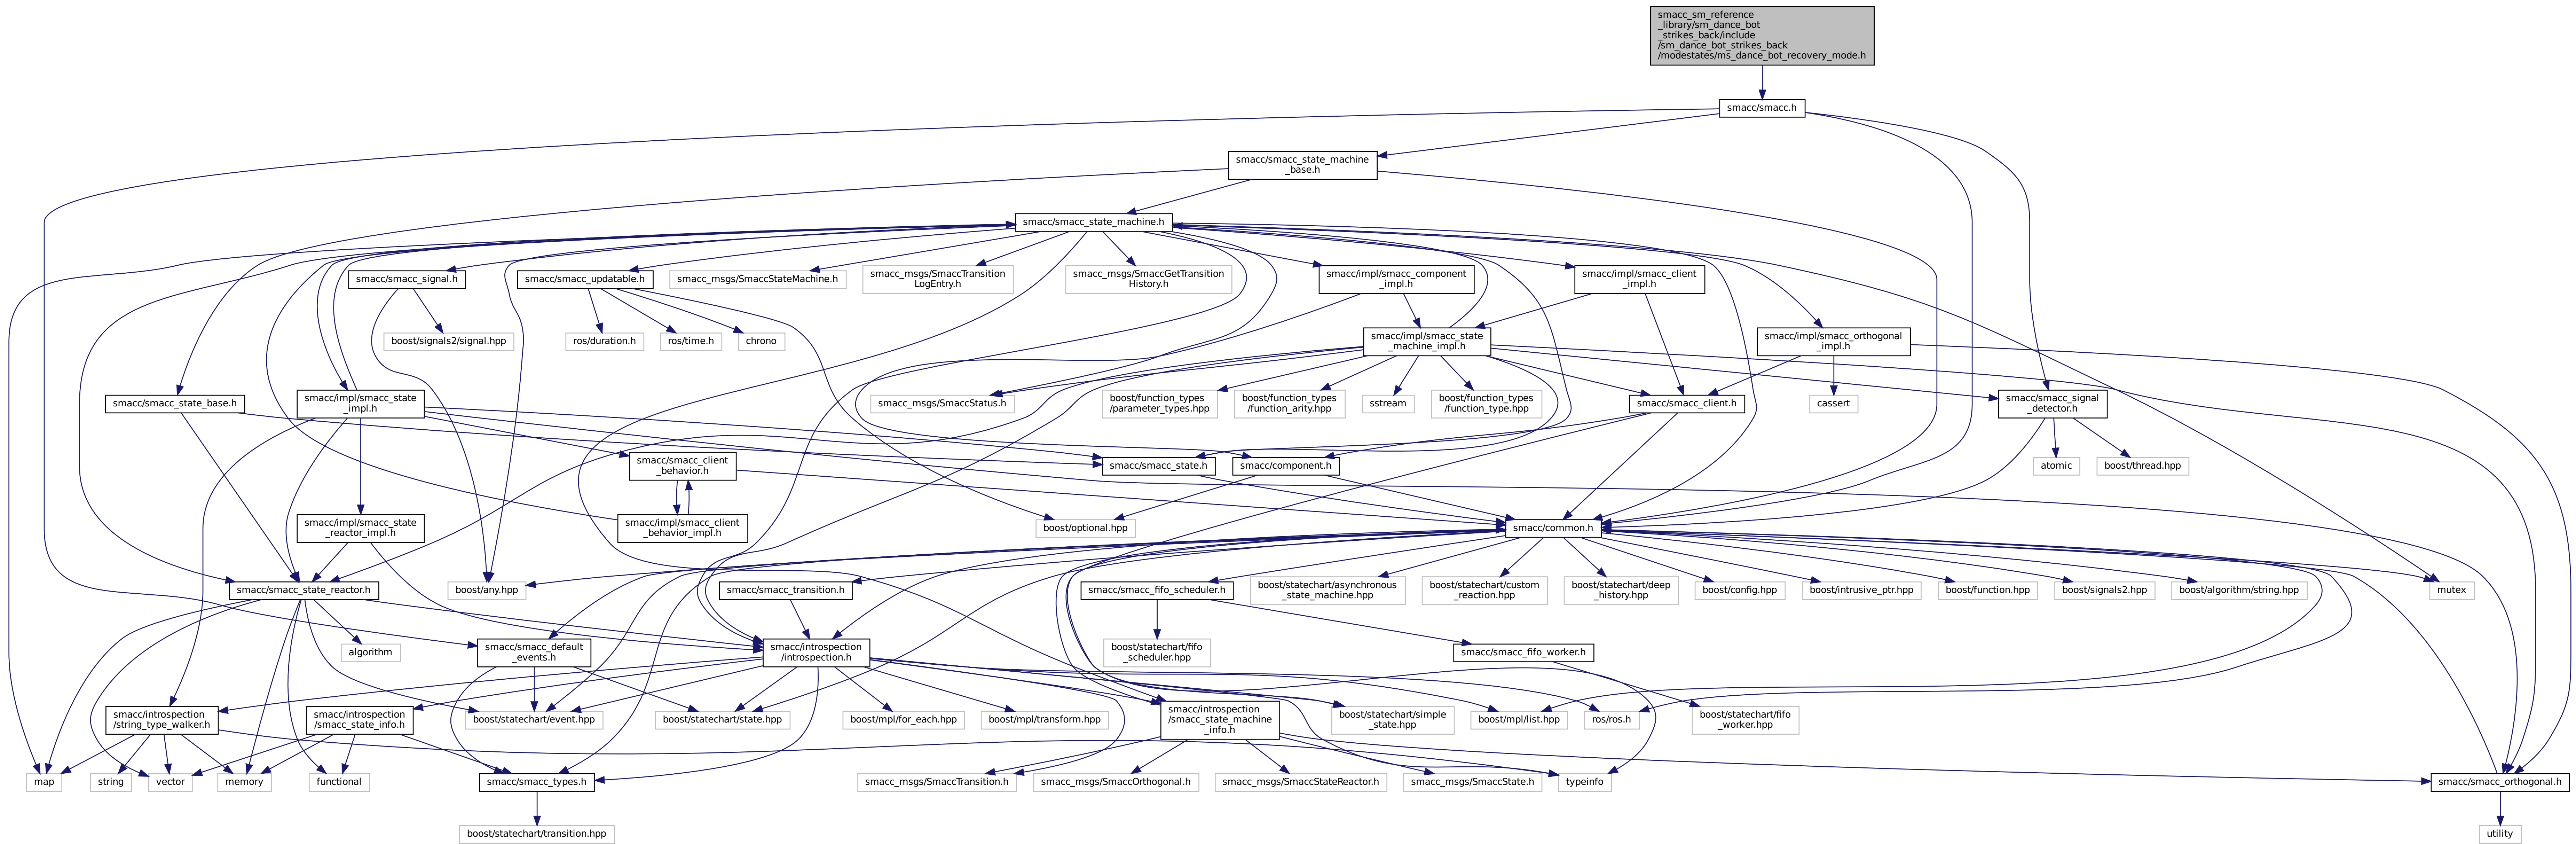 smacc_sm_reference
_library/sm_dance_bot
_strikes_back/include
/sm_dance_bot_strikes_back
/modestates/ms_dance_bot_recovery_mode.h
smacc/smacc.h
smacc/smacc_state_machine
_base.h
smacc/smacc_state_machine.h
smacc/smacc_signal.h
smacc/smacc_updatable.h
smacc_msgs/SmaccStateMachine.h
smacc_msgs/SmaccTransition
LogEntry.h
smacc_msgs/SmaccGetTransition
History.h
smacc/impl/smacc_component
_impl.h
smacc/impl/smacc_client
_impl.h
boost/signals2/signal.hpp
ros/duration.h
ros/time.h
chrono
smacc/impl/smacc_state
_machine_impl.h
smacc/impl/smacc_orthogonal
_impl.h
smacc/smacc_state_base.h
smacc/impl/smacc_state
_impl.h
smacc_msgs/SmaccStatus.h
boost/function_types
/parameter_types.hpp
boost/function_types
/function_arity.hpp
sstream
boost/function_types
/function_type.hpp
smacc/smacc_client.h
cassert
smacc/smacc_signal
_detector.h
smacc/smacc_client
_behavior.h
smacc/smacc_state.h
smacc/component.h
atomic
boost/thread.hpp
smacc/impl/smacc_state
_reactor_impl.h
smacc/impl/smacc_client
_behavior_impl.h
boost/optional.hpp
smacc/common.h
smacc/smacc_state_reactor.h
boost/any.hpp
smacc/smacc_transition.h
smacc/smacc_fifo_scheduler.h
boost/statechart/asynchronous
_state_machine.hpp
boost/statechart/custom
_reaction.hpp
boost/statechart/deep
_history.hpp
boost/config.hpp
boost/intrusive_ptr.hpp
boost/function.hpp
boost/signals2.hpp
boost/algorithm/string.hpp
mutex
algorithm
smacc/smacc_default
_events.h
smacc/introspection
/introspection.h
boost/statechart/fifo
_scheduler.hpp
smacc/smacc_fifo_worker.h
smacc/introspection
/string_type_walker.h
smacc/introspection
/smacc_state_info.h
boost/statechart/event.hpp
boost/statechart/state.hpp
boost/mpl/for_each.hpp
boost/mpl/transform.hpp
smacc/introspection
/smacc_state_machine
_info.h
boost/statechart/simple
_state.hpp
boost/mpl/list.hpp
ros/ros.h
boost/statechart/fifo
_worker.hpp
map
string
vector
memory
functional
smacc/smacc_types.h
smacc_msgs/SmaccTransition.h
smacc_msgs/SmaccOrthogonal.h
smacc_msgs/SmaccStateReactor.h
smacc_msgs/SmaccState.h
typeinfo
smacc/smacc_orthogonal.h
boost/statechart/transition.hpp
utility